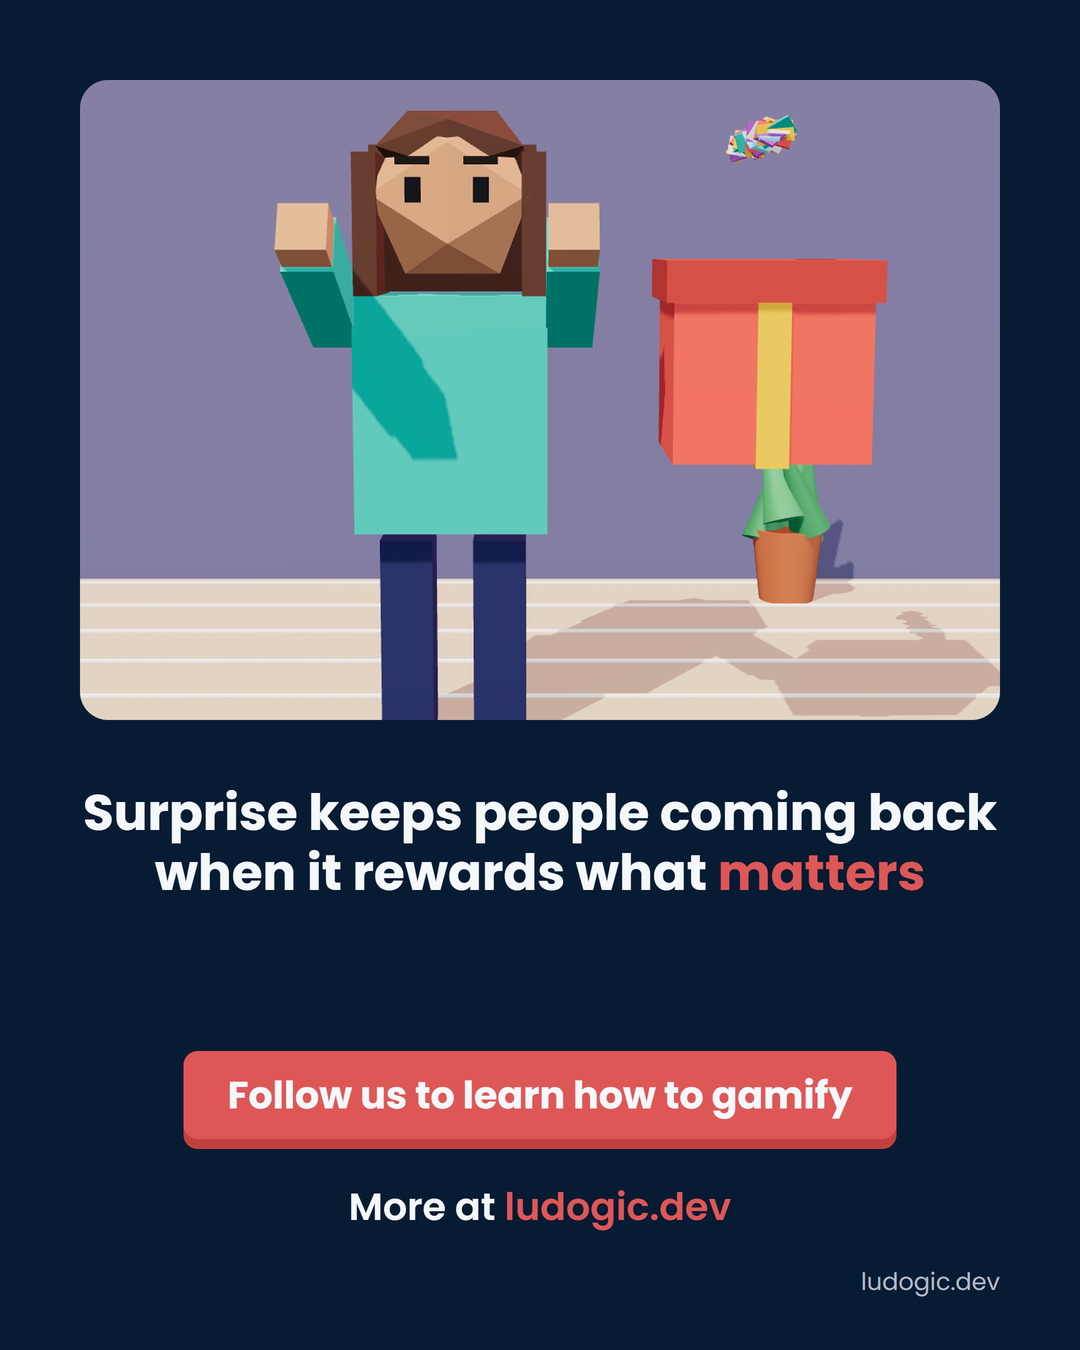 Surprise keeps people coming back
when it rewards what matters
Follow us to learn how to gamify
More at ludogic.dev
ludogic.dev